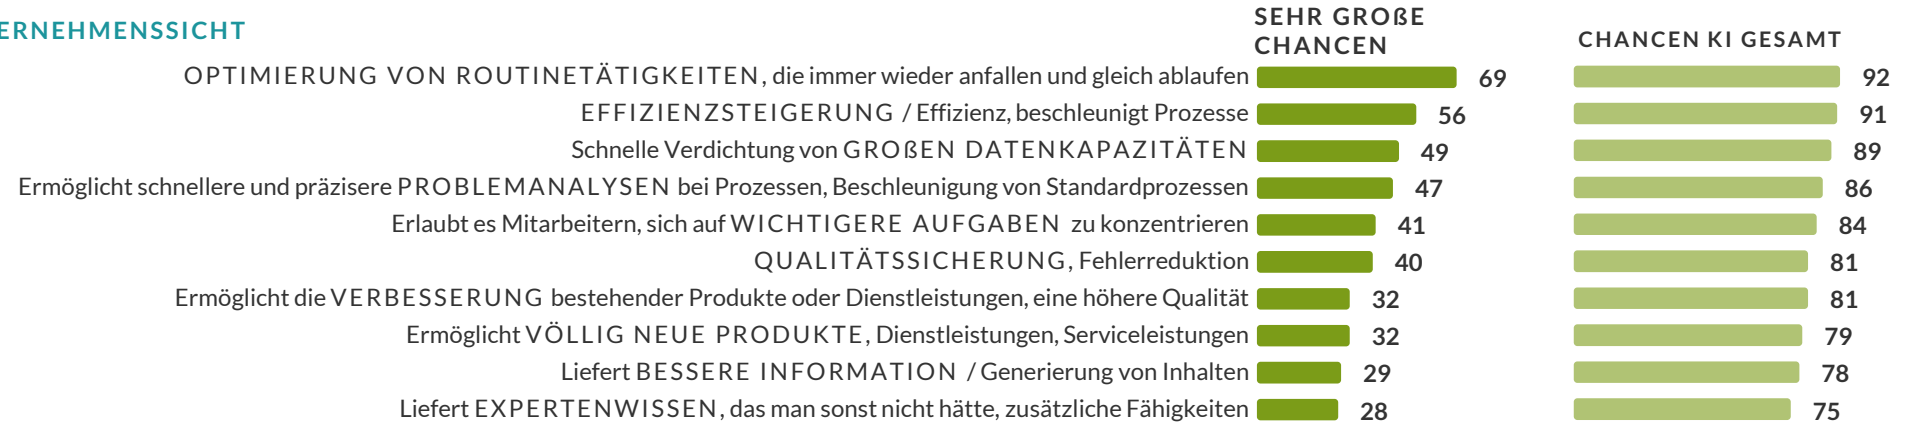 ERNEHMENSSICHT
SEHR GROßE
CHANCEN
CHANCEN KI GESAMT
OPTIMIERUNG VON ROUTINETÄTIGKEITEN, die immer wieder anfallen und gleich ablaufen 69 92
EFFIZIENZSTEIGERUNG / Effizienz, beschleunigt Prozesse 56 91
Schnelle Verdichtung von GROßEN DATENKAPAZITÄTEN 49 89
Ermöglicht schnellere und präzisere PROBLEMANALYSEN bei Prozessen, Beschleunigung von Standardprozessen 47 86
Erlaubt es Mitarbeitern, sich auf WICHTIGERE AUFGABEN zu konzentrieren 41 84
QUALITÄTSSICHERUNG, Fehlerreduktion 40 81
Ermöglicht die VERBESSERUNG bestehender Produkte oder Dienstleistungen, eine höhere Qualität 32 81
Ermöglicht VÖLLIG NEUE PRODUKTE, Dienstleistungen, Serviceleistungen 32 79
Liefert BESSERE INFORMATION / Generierung von Inhalten 29 78
Liefert EXPERTENWISSEN, das man sonst nicht hätte, zusätzliche Fähigkeiten 28 75